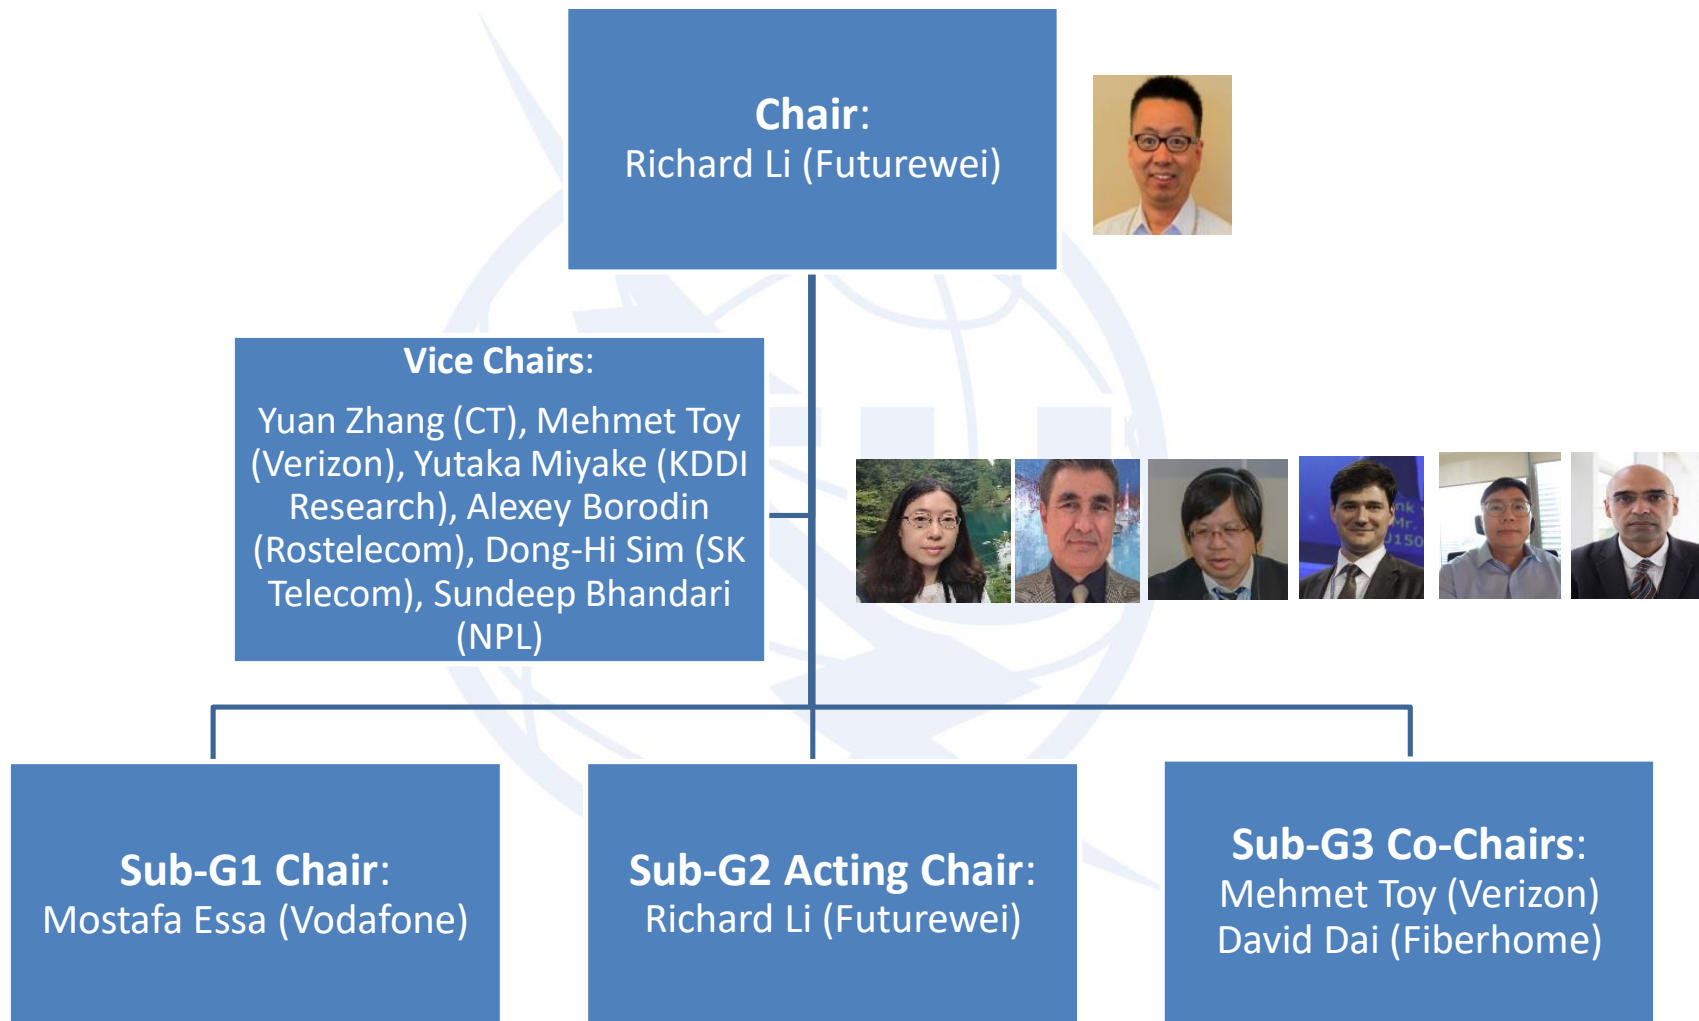 Chair:
Richard Li (Futurewei)
Vice Chairs:
Yuan Zhang (CT), Mehmet Toy
(Verizon), Yutaka Miyake (KDDI
Research), Alexey Borodin
(Rostelecom), Dong-Hi Sim (SK
Telecom), Sundeep Bhandari
(NPL)
Mr.
U150
Sub-G1 Chair:
Mostafa Essa (Vodafone)
Sub-G2 Acting Chair:
Richard Li (Futurewei)
Sub-G3 Co-Chairs:
Mehmet Toy (Verizon)
David Dai (Fiberhome)